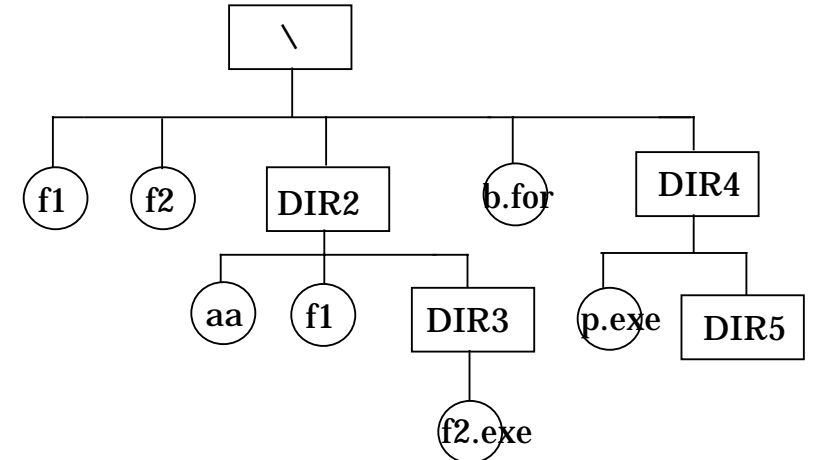 \
f1 f2 DIR2 b.for DIR4
aa f1 DIR3 p.exe DIR5
f2.exe